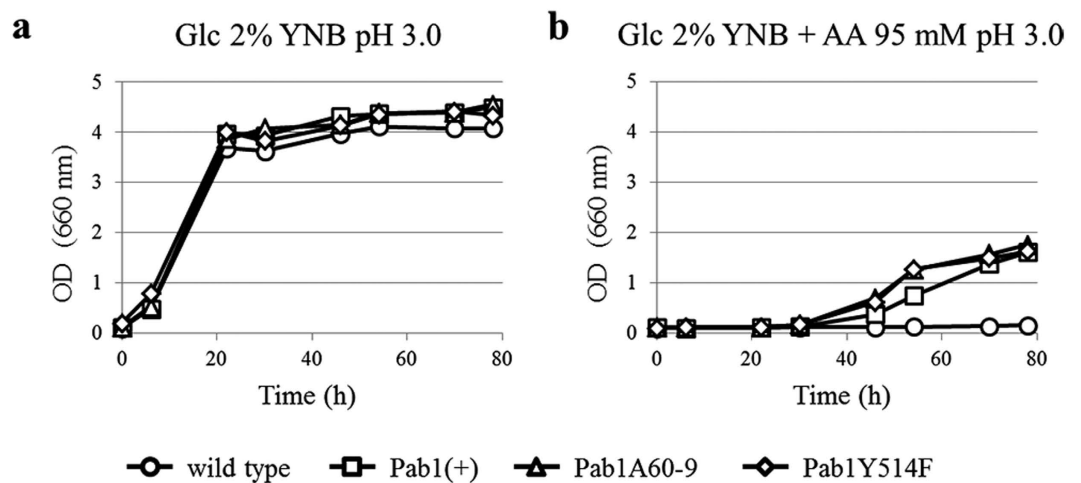 a
Glc 2% YNB pH 3.0
5
4
3
2
1
0
OD (660 nm)
0 20 40 60 80
Time (h)
b
Glc 2% YNB + AA 95 mM pH 3.0
5
4
3
2
1
0
OD (660 nm)
0 20 40 60 80
Time (h)
wild type Pab1(+) Pab1A60-9 Pab1Y514F